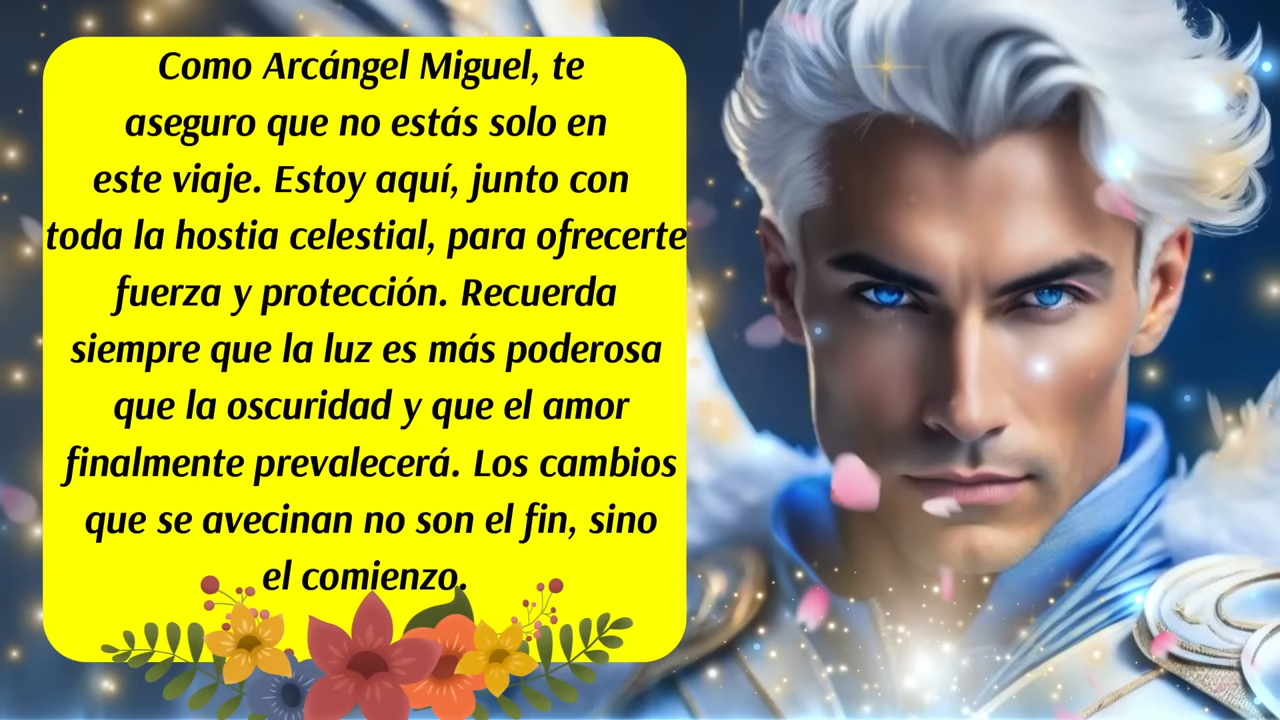 Como Arcángel Miguel, te
aseguro que no estás solo en
este viaje. Estoy aquí, junto con
toda la hostia celestial, para ofrecerte
fuerza y protección. Recuerda
siempre que la luz es más poderosa
que la oscuridad y que el amor
finalmente prevalecerá. Los cambios
que se avecinan no son el fin, sino
el comienzo.